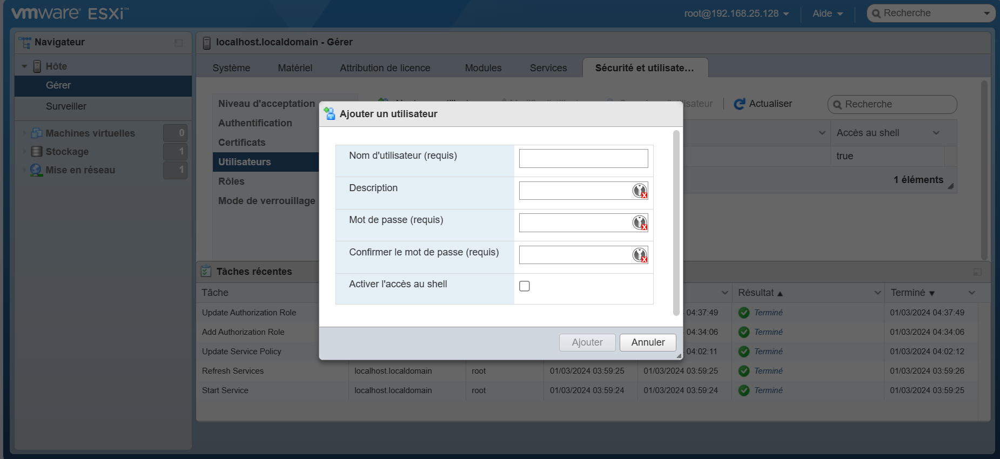 vmware® ESXi™
root@192.168.25.128
Aide
Recherche
Navigateur
Hôte
Gérer
Surveiller
Machines virtuelles 0
Stockage 1
Mise en réseau 1
localhost.localdomain - Gérer
Système Matériel Attribution de licence Modules Services Sécurité et utilisate…
Niveau d'acceptation
Authentification
Certificats
Utilisateurs
Rôles
Mode de verrouillage
Actualiser
Recherche
Accès au shell
true
1 éléments
Ajouter un utilisateur
Nom d'utilisateur (requis)
Description
Mot de passe (requis)
Confirmer le mot de passe (requis)
Activer l'accès au shell
Ajouter Annuler
Tâches récentes
Tâche Résultat ▲ Terminé ▼
Update Authorization Role 04:37:49 Terminé 01/03/2024 04:37:49
Add Authorization Role 04:34:06 Terminé 01/03/2024 04:34:06
Update Service Policy 04:02:11 Terminé 01/03/2024 04:02:12
Refresh Services localhost.localdomain root 01/03/2024 03:59:25 01/03/2024 03:59:25 Terminé 01/03/2024 03:59:26
Start Service localhost.localdomain root 01/03/2024 03:59:24 01/03/2024 03:59:24 Terminé 01/03/2024 03:59:25